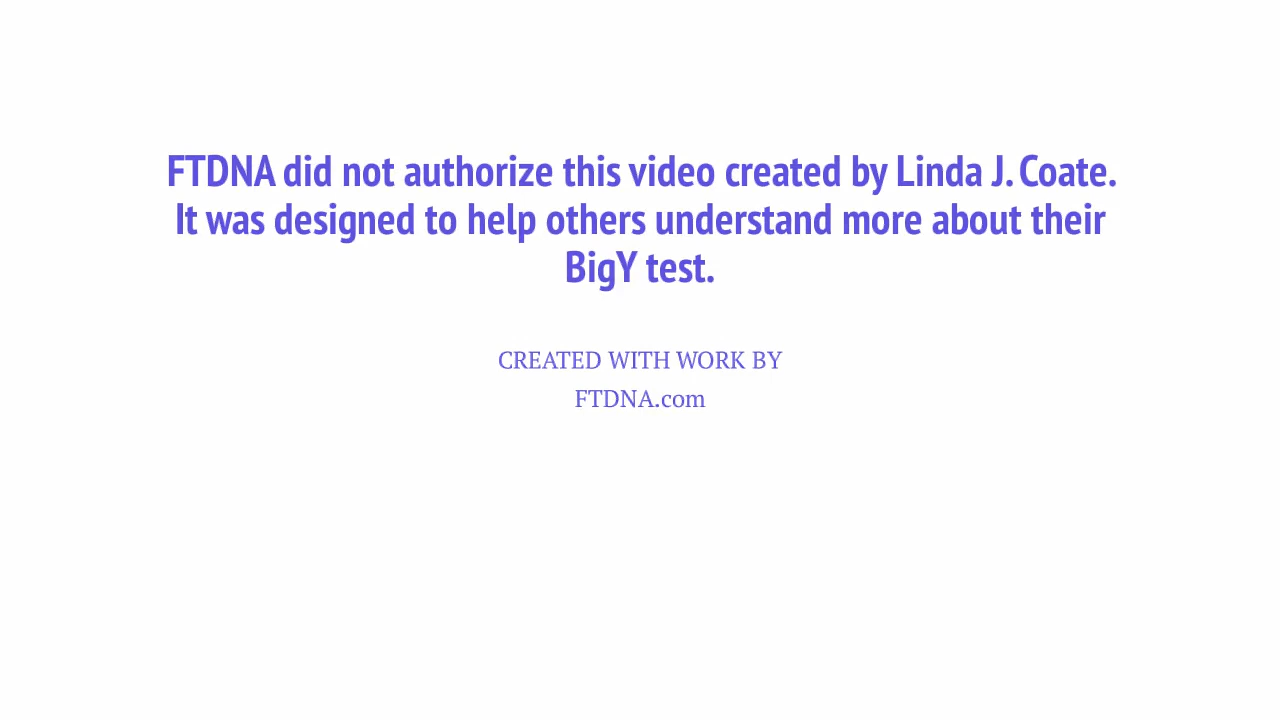 FTDNA did not authorize this video created by Linda J. Coate.
It was designed to help others understand more about their
BigY test.
CREATED WITH WORK BY
FTDNA.com